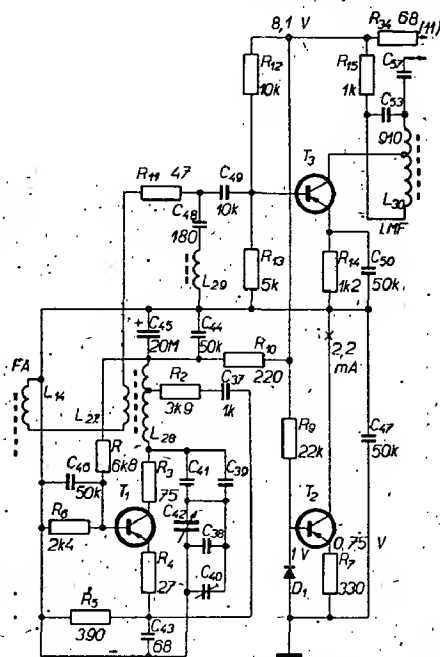 8,1 V
R34 68 (11)
R12
10k
R15
1k
C57
C53
910
R11 47
C49
10k
T3
C48
180
L30
LMF
R13
5k
R14
1k2
C50
50k
L29
C45
20M
C44
50k
R10
220
2,2
mA
FA
L14
L27
R2
3k9
C37
1k
L28
R
6k8
R9
22k
C47
50k
C46
50k
R3
75
C41
C39
T1
C42
R6
2k4
C38
T2
R4
27
1V
0,75 V
C40
D1
R7
330
R5
390
C43
68